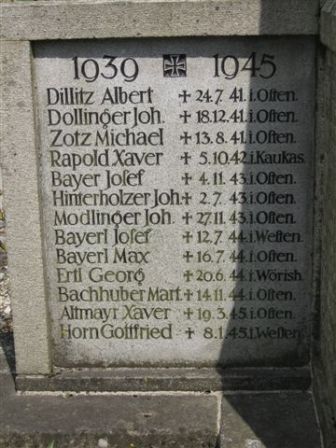 1939 ✠ 1945
Dillitz Albert ✝ 24.7.41. i. Osten.
Dollinger Joh. ✝ 18.12.41. i. Osten.
Zotz Michael ✝ 13.8.41. i. Osten.
Rapold Xaver ✝ 5.10.42. i. Kaukas.
Bayer Josef ✝ 4.11.43. i. Osten.
Hinterholzer Joh. ✝ 2.7.43. i. Osten.
Modlinger Joh. ✝ 27.11.43. i. Osten.
Bayerl Josef ✝ 12.7.44. i. Westen.
Bayerl Max ✝ 16.7.44. i. Osten.
Ertl Georg ✝ 20.6.44. i. Wörish.
Bachhuber Mart. ✝ 14.11.44. i. Osten.
Altmayr Xaver ✝ 19.3.45. i. Osten.
Horn Gottfried ✝ 8.1.45. i. Westen.